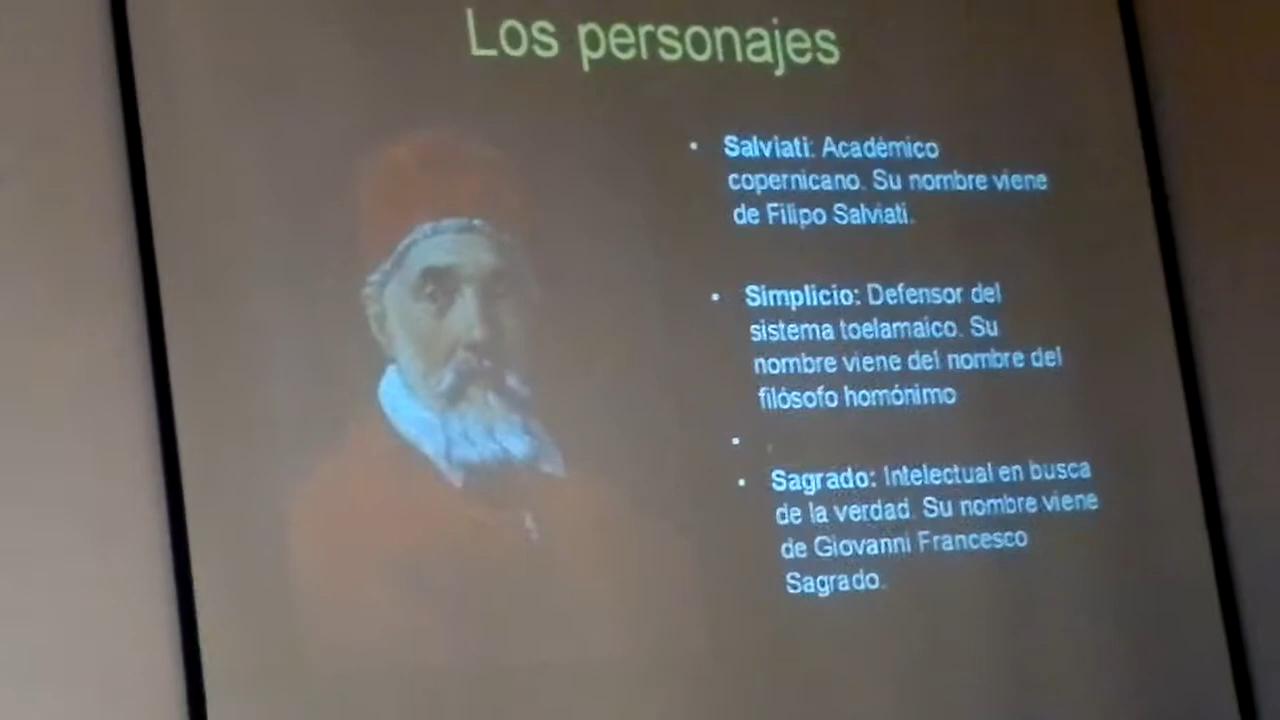 Los personajes
• Salviati: Académico
copernicano. Su nombre viene
de Filipo Salviati.
• Simplicio: Defensor del
sistema toelamaico. Su
nombre viene del nombre del
filósofo homónimo
•
• Sagrado: Intelectual en busca
de la verdad. Su nombre viene
de Giovanni Francesco
Sagrado.